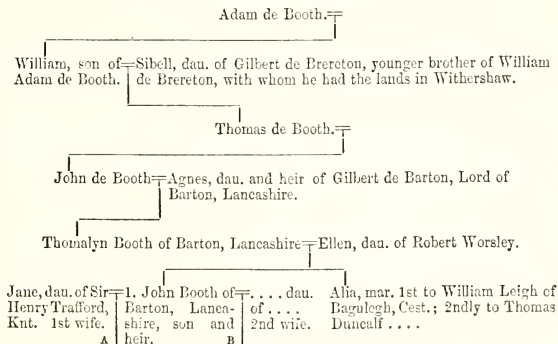 Adam de Booth.
William, son of Sibell, dau. of Gilbert de Brereton, younger brother of William
Adam de Booth. de Brereton, with whom he had the lands in Withershaw.
Thomas de Booth.
John de Booth Agnes, dau. and heir of Gilbert de Barton, Lord of
Barton, Lancashire.
Thomalyn Booth of Barton, Lancashire Ellen, dau. of Robert Worsley.
Jane, dau. of Sir
Henry Trafford,
Knt. 1st wife.
A
1. John Booth of
Barton, Lanca-
shire, son and
heir.
B
. . . . dau.
of . . . .
2nd wife.
Alia, mar. 1st to William Leigh of
Bagulegh, Cest.; 2ndly to Thomas
Duncalf . . . .